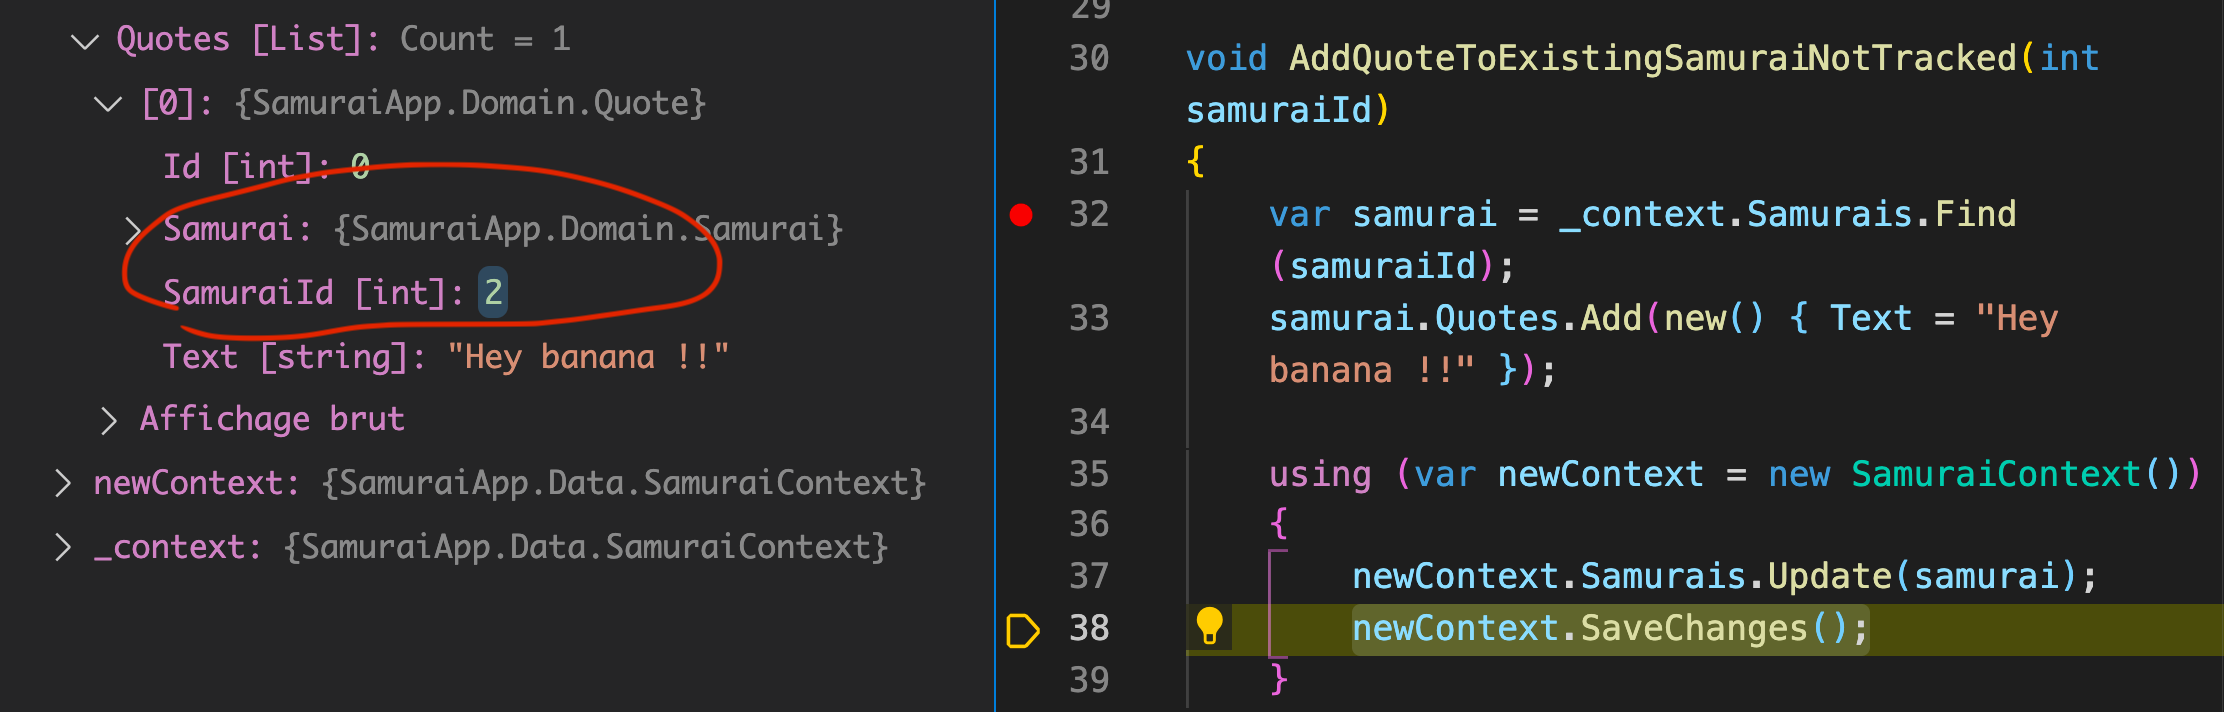 Quotes [List]: Count = 1
[0]: {SamuraiApp.Domain.Quote}
Id [int]: 0
Samurai: {SamuraiApp.Domain.Samurai}
SamuraiId [int]: 2
Text [string]: "Hey banana !!"
Affichage brut
newContext: {SamuraiApp.Data.SamuraiContext}
_context: {SamuraiApp.Data.SamuraiContext}
29
30 void AddQuoteToExistingSamuraiNotTracked(int
samuraiId)
31 {
32 var samurai = _context.Samurais.Find
(samuraiId);
33 samurai.Quotes.Add(new() { Text = "Hey
banana !!" });
34
35 using (var newContext = new SamuraiContext())
36 {
37 newContext.Samurais.Update(samurai);
38 newContext.SaveChanges();
39 }